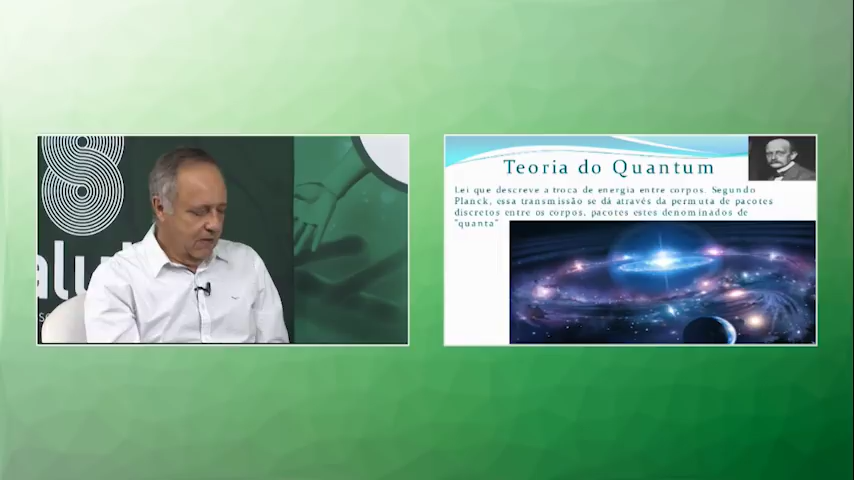 alu
Teoria do Quantum
Lei que descreve a troca de energia entre corpos. Segundo
Planck, essa transmissão se dá através da permuta de pacotes
discretos entre os corpos, pacotes estes denominados de
"quanta"